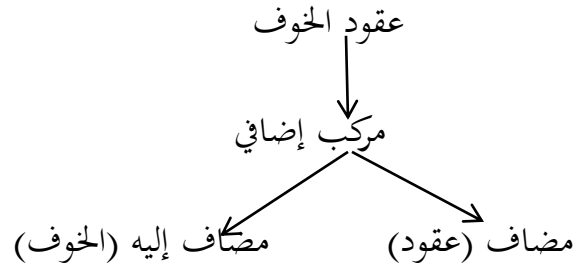 عقود الخوف
مركب إضافي
مضاف (عقود) مضاف إليه (الخوف)